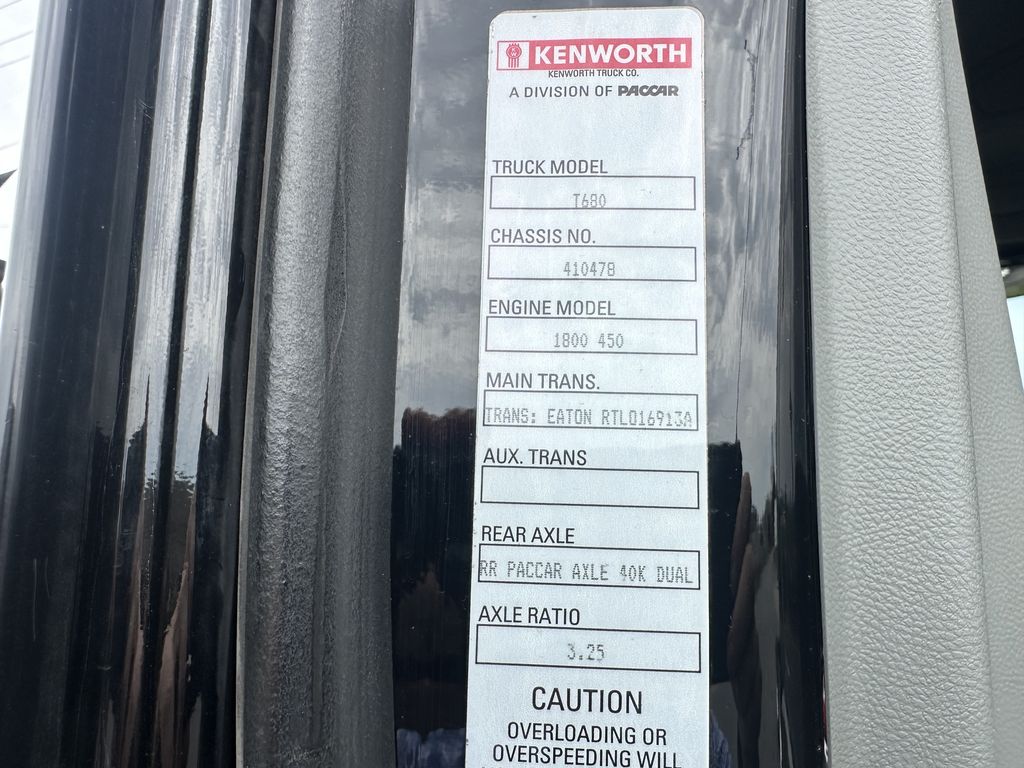 KENWORTH
KENWORTH TRUCK CO.
A DIVISION OF PACCAR
TRUCK MODEL
T680
CHASSIS NO.
410478
ENGINE MODEL
1800 450
MAIN TRANS.
TRANS: EATON RTLO16913A
AUX. TRANS
REAR AXLE
RR PACCAR AXLE 40K DUAL
AXLE RATIO
3.25
CAUTION
OVERLOADING OR
OVERSPEEDING WILL